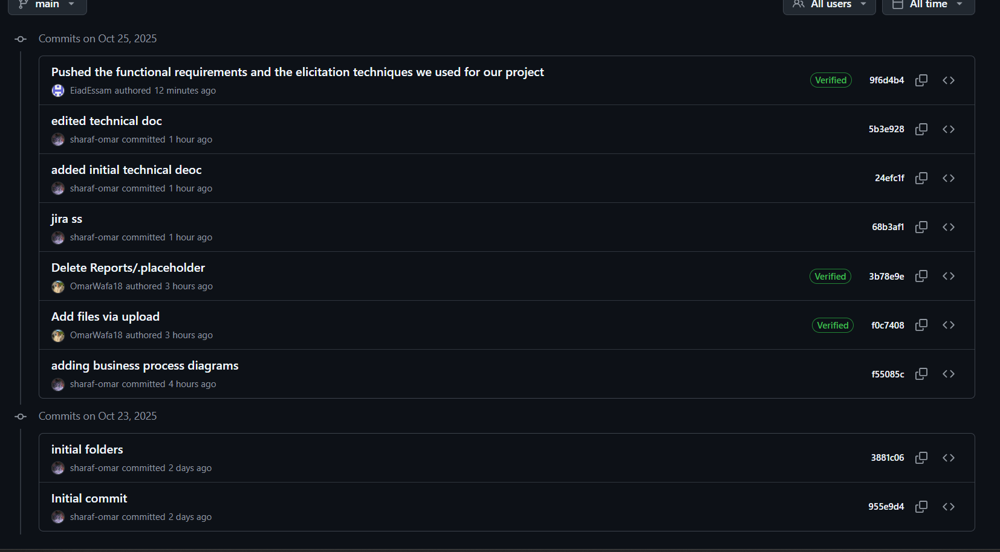 main
All users
All time
Commits on Oct 25, 2025
Pushed the functional requirements and the elicitation techniques we used for our project
EiadEssam authored 12 minutes ago
Verified
9f6d4b4
edited technical doc
sharaf-omar committed 1 hour ago
5b3e928
added initial technical deoc
sharaf-omar committed 1 hour ago
24efc1f
jira ss
sharaf-omar committed 1 hour ago
68b3af1
Delete Reports/.placeholder
OmarWafa18 authored 3 hours ago
Verified
3b78e9e
Add files via upload
OmarWafa18 authored 3 hours ago
Verified
f0c7408
adding business process diagrams
sharaf-omar committed 4 hours ago
f55085c
Commits on Oct 23, 2025
initial folders
sharaf-omar committed 2 days ago
3881c06
Initial commit
sharaf-omar committed 2 days ago
955e9d4